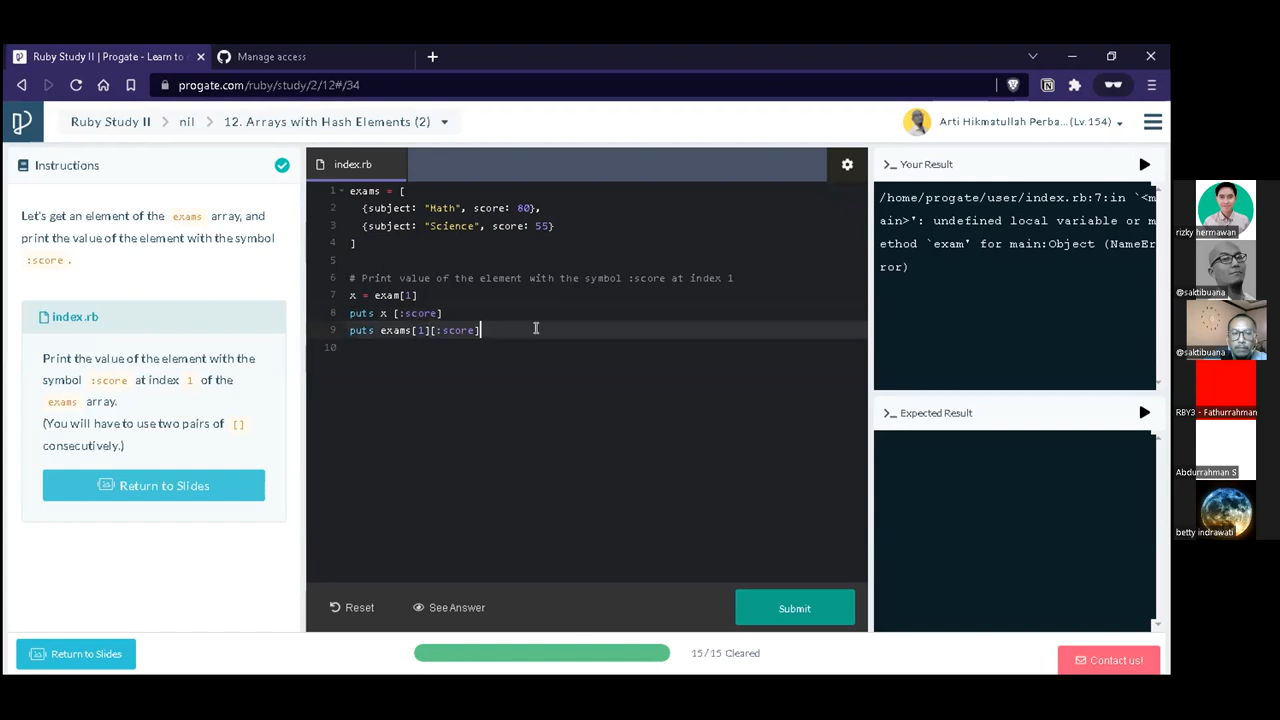 Ruby Study II | Progate - Learn to
Manage access
progate.com/ruby/study/2/12#/34
Ruby Study II > nil > 12. Arrays with Hash Elements (2)
Arti Hikmatullah Perba...(Lv.154)
Instructions
Let's get an element of the exams array, and
print the value of the element with the symbol
:score .
index.rb
Print the value of the element with the
symbol :score at index 1 of the
exams array.
(You will have to use two pairs of []
consecutively.)
Return to Slides
index.rb
1 exams = [
2 {subject: "Math", score: 80},
3 {subject: "Science", score: 55}
4 ]
5
6 # Print value of the element with the symbol :score at index 1
7 x = exam[1]
8 puts x [:score]
9 puts exams[1][:score]
10
Reset
See Answer
Submit
>_ Your Result
/home/progate/user/index.rb:7:in `<m
ain>': undefined local variable or m
ethod `exam' for main:Object (NameEr
ror)
>_ Expected Result
Return to Slides
15/15 Cleared
Contact us!
rizky hermawan
@saktibuana
@saktibuana
RBY3 - Fathurrahman
Abdurrahman S
betty indrawati